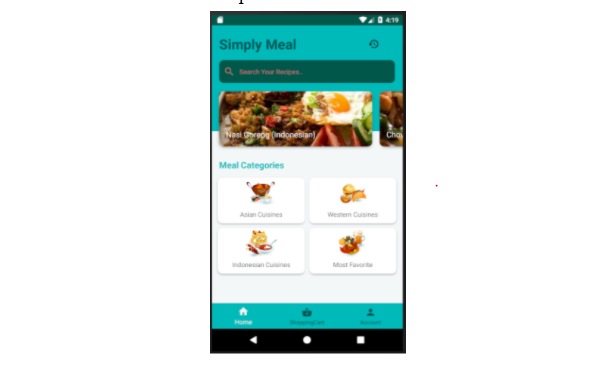 4:19
Simply Meal
Search Your Recipes..
Nasi Goreng (Indonesian)
Cho
Meal Categories
Asian Cuisines
Western Cuisines
Indonesian Cuisines
Most Favorite
Home
ShoppingCart
Account